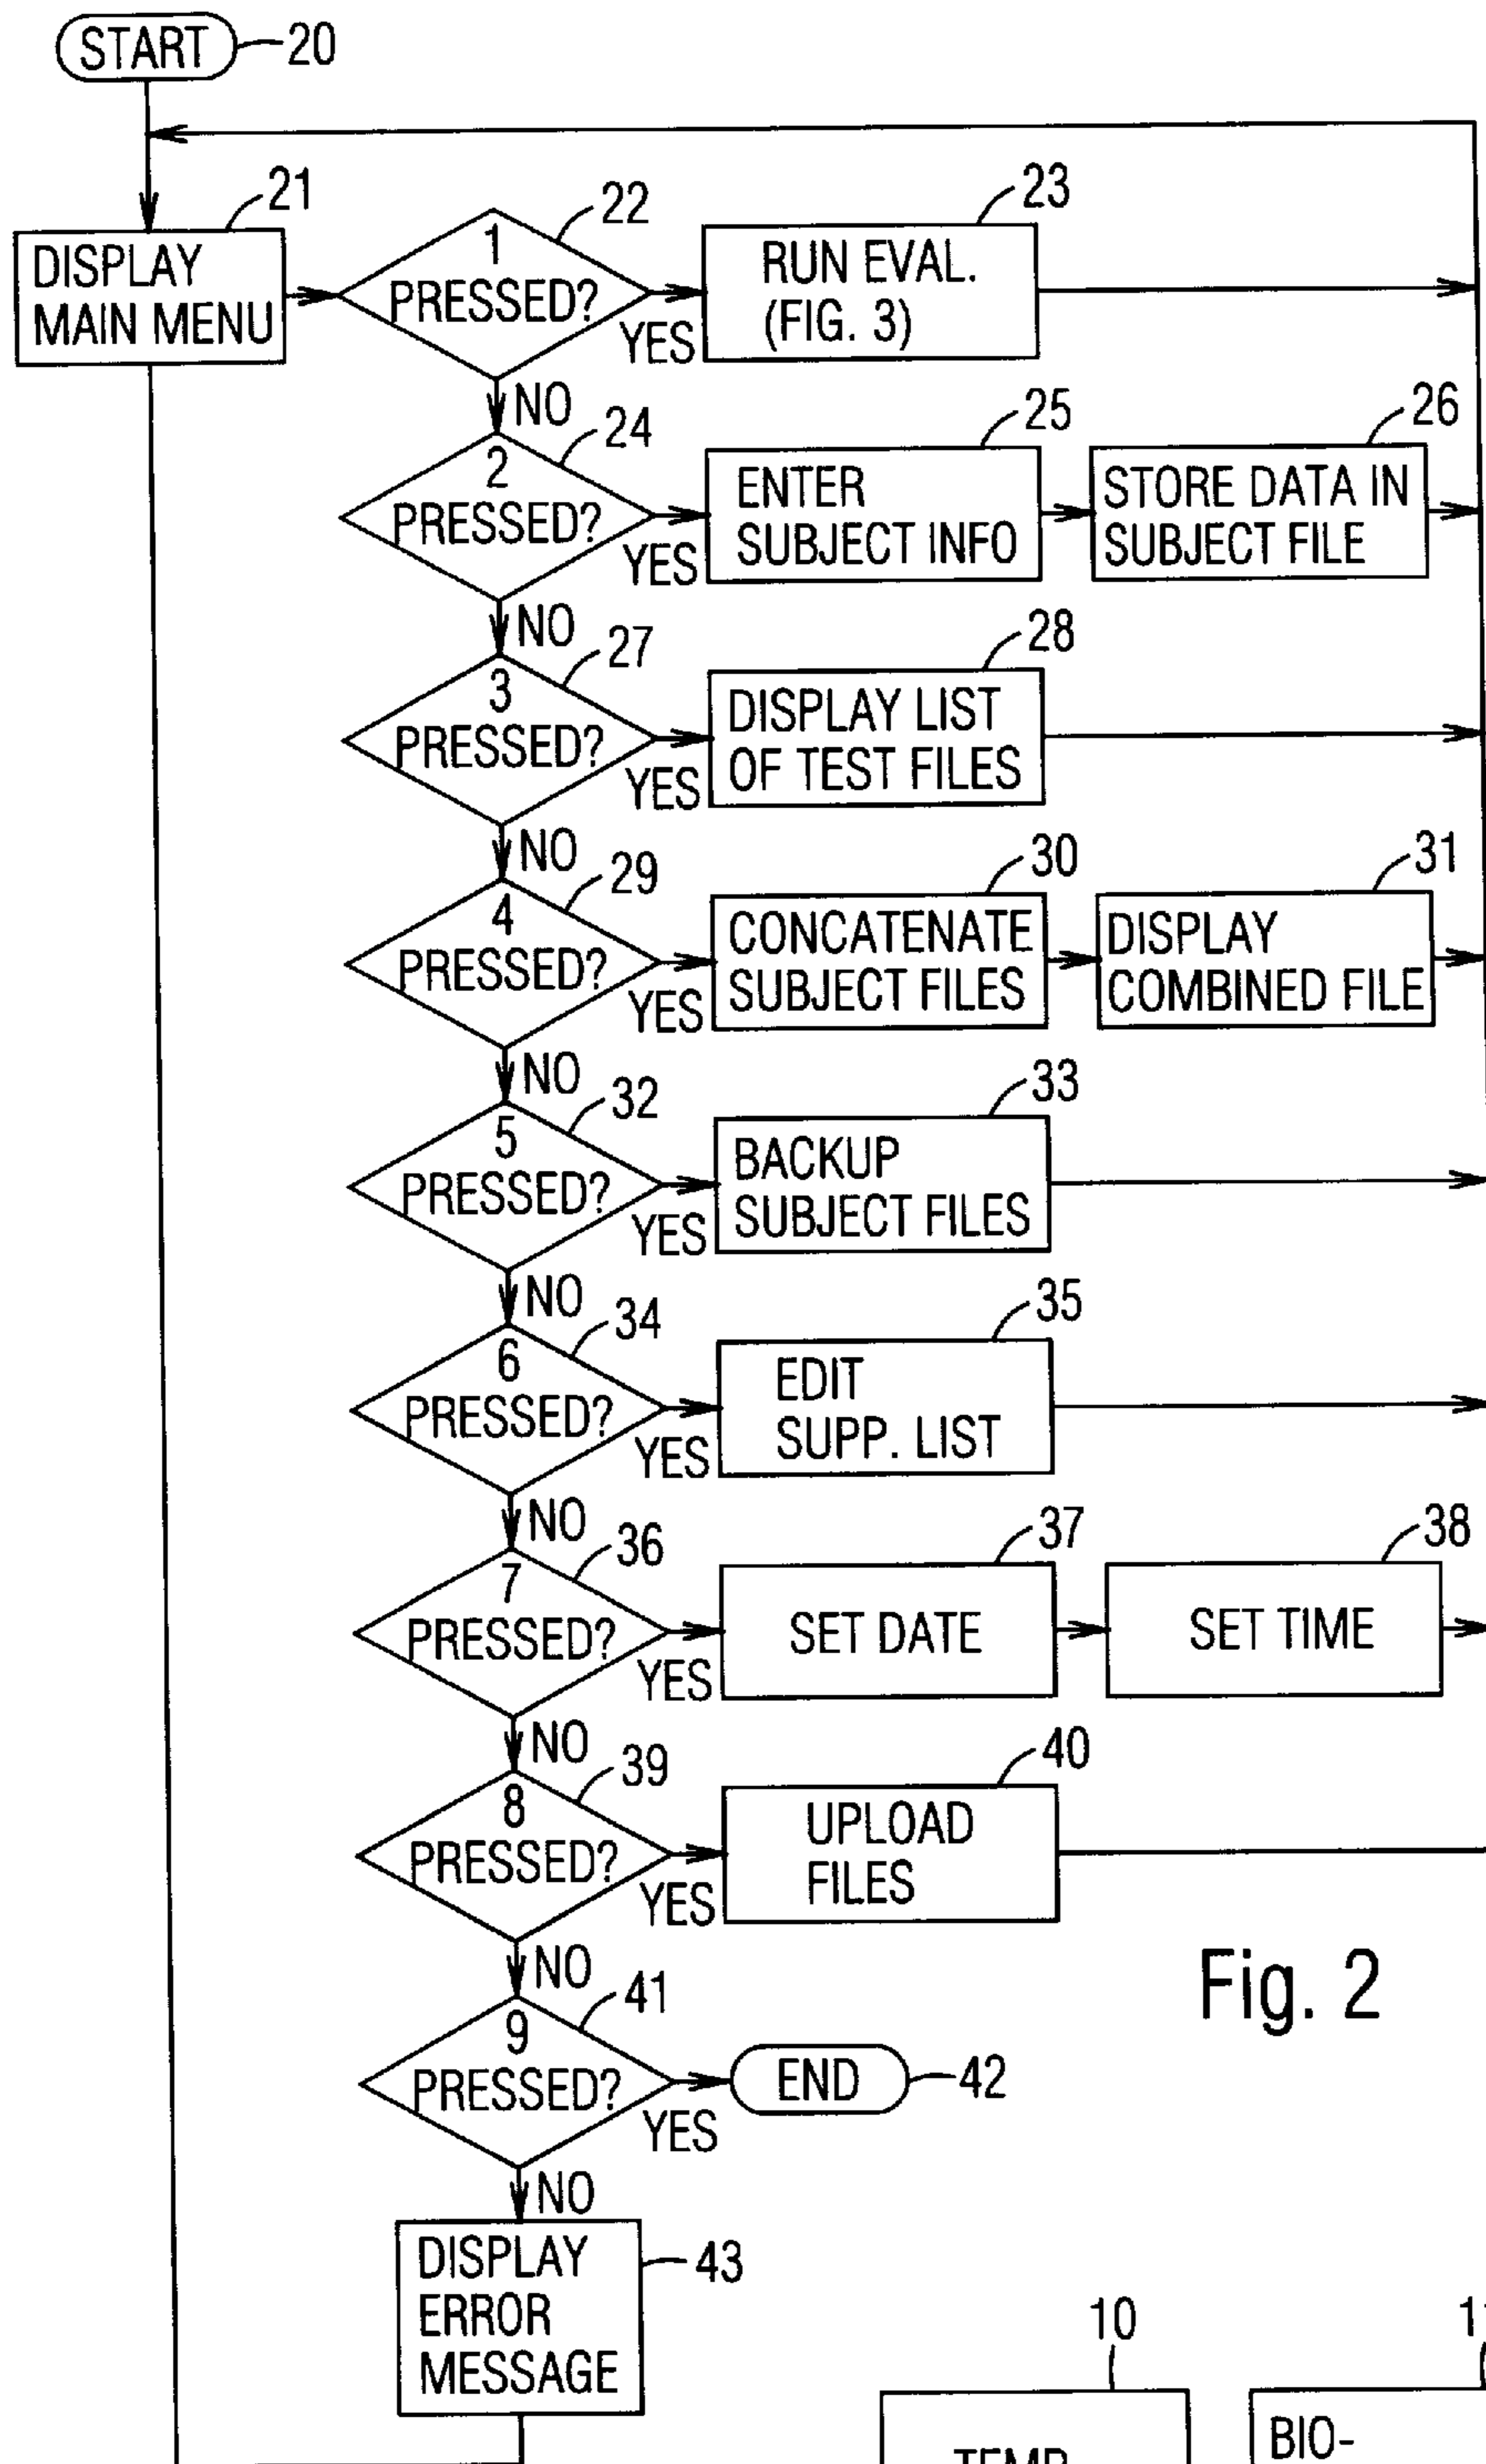 START 20
21
DISPLAY
MAIN MENU
22
1
PRESSED?
YES
NO
23
RUN EVAL.
(FIG. 3)
24
2
PRESSED?
YES
NO
25
ENTER
SUBJECT INFO
26
STORE DATA IN
SUBJECT FILE
27
3
PRESSED?
YES
NO
28
DISPLAY LIST
OF TEST FILES
29
4
PRESSED?
YES
NO
30
CONCATENATE
SUBJECT FILES
31
DISPLAY
COMBINED FILE
32
5
PRESSED?
YES
NO
33
BACKUP
SUBJECT FILES
34
6
PRESSED?
YES
NO
35
EDIT
SUPP. LIST
36
7
PRESSED?
YES
NO
37
SET DATE
38
SET TIME
39
8
PRESSED?
YES
NO
40
UPLOAD
FILES
Fig. 2
41
9
PRESSED?
YES
NO
END 42
43
DISPLAY
ERROR
MESSAGE
10
BIO-